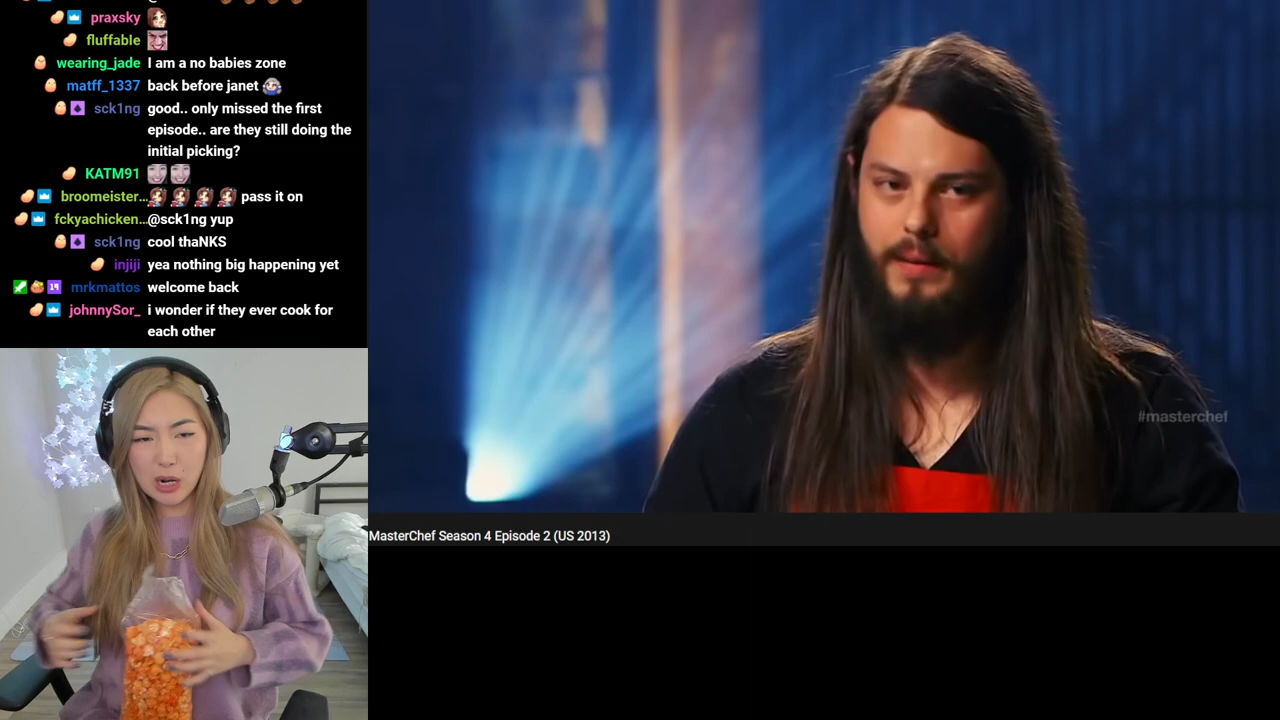 praxsky
fluffable
wearing_jade I am a no babies zone
matff_1337 back before janet
sck1ng good.. only missed the first
episode.. are they still doing the
initial picking?
KATM91
broomeister… pass it on
fckyachicken… @sck1ng yup
sck1ng cool thaNKS
injiji yea nothing big happening yet
19 mrkmattos welcome back
johnnySor_ i wonder if they ever cook for
each other
#masterchef
MasterChef Season 4 Episode 2 (US 2013)